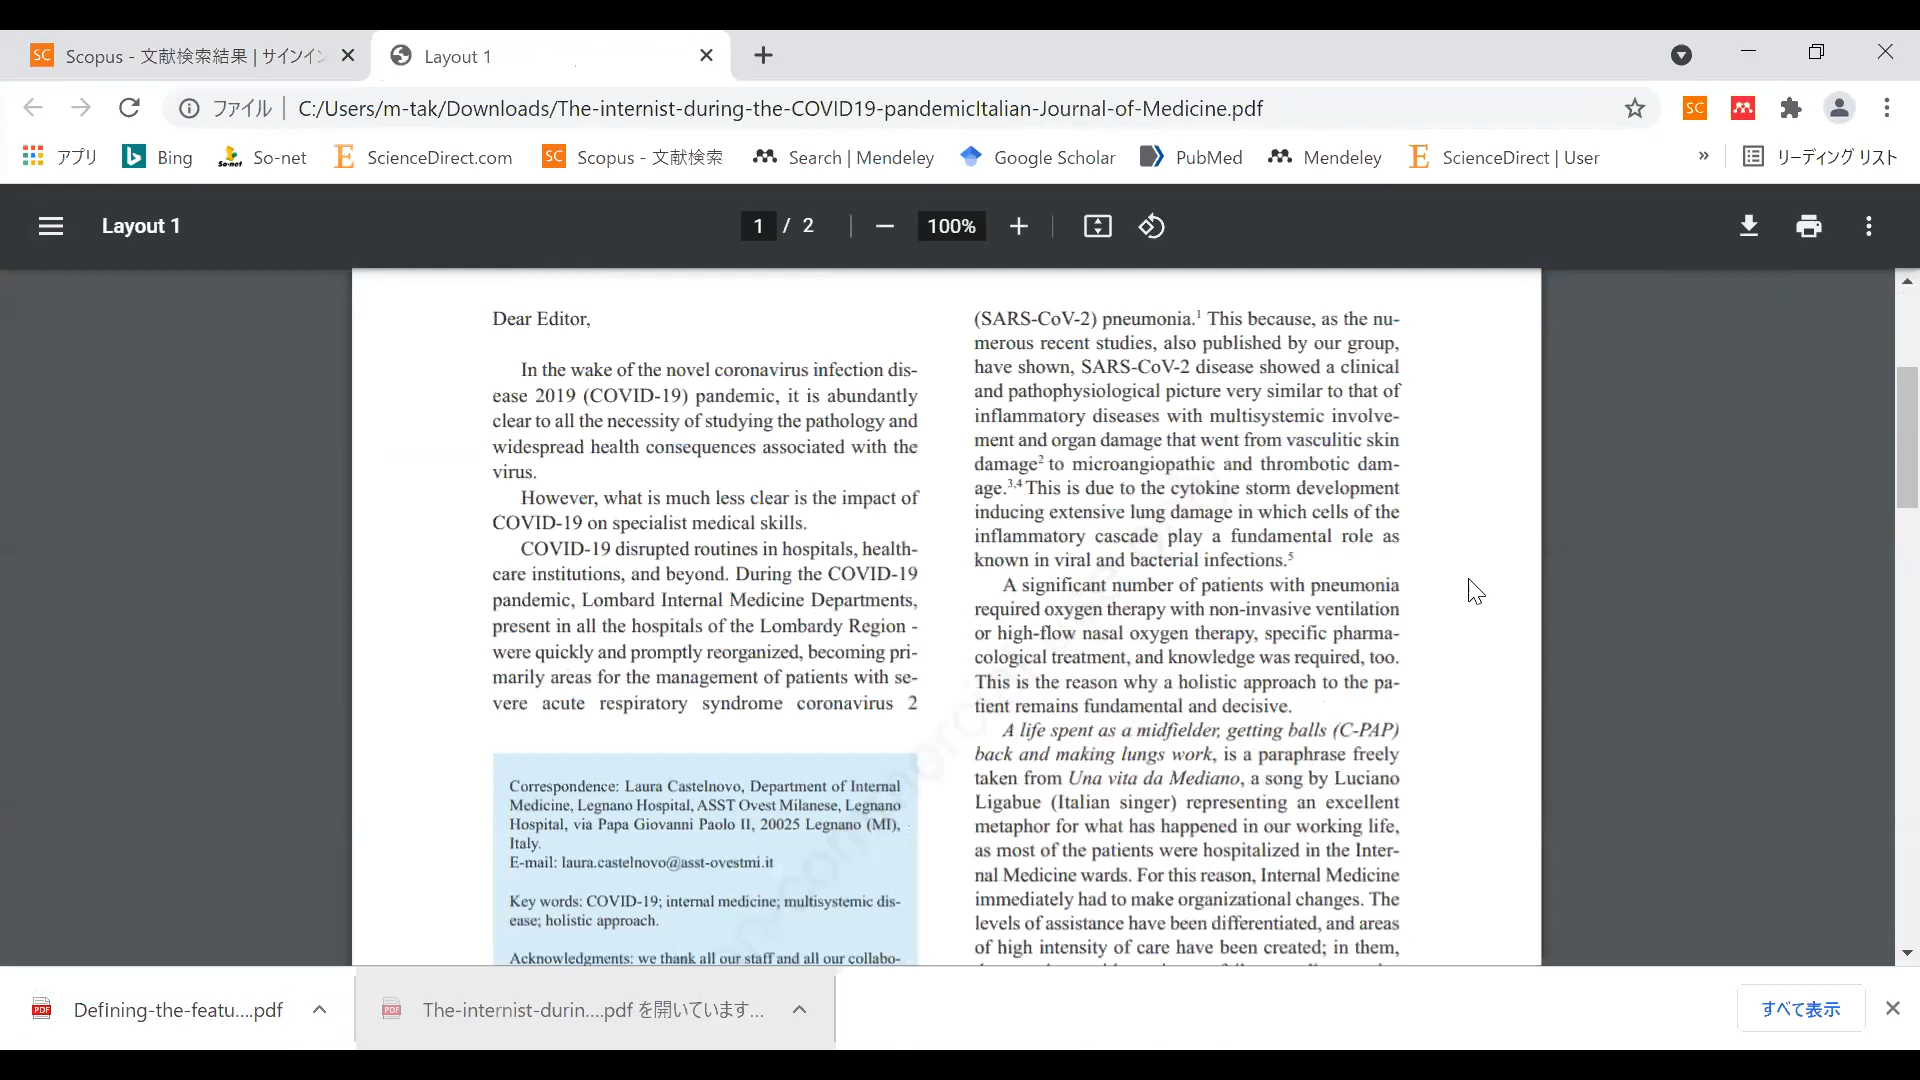 Scopus - 文献検索結果 | サインイン
Layout 1
ファイル
C:/Users/m-tak/Downloads/The-internist-during-the-COVID19-pandemicItalian-Journal-of-Medicine.pdf
アプリ
Bing
So-net
ScienceDirect.com
Scopus - 文献検索
Search | Mendeley
Google Scholar
PubMed
Mendeley
ScienceDirect | User
»
リーディング リスト
Layout 1
1 / 2
100%
Dear Editor,
In the wake of the novel coronavirus infection dis-
ease 2019 (COVID-19) pandemic, it is abundantly
clear to all the necessity of studying the pathology and
widespread health consequences associated with the
virus.
However, what is much less clear is the impact of
COVID-19 on specialist medical skills.
COVID-19 disrupted routines in hospitals, health-
care institutions, and beyond. During the COVID-19
pandemic, Lombard Internal Medicine Departments,
present in all the hospitals of the Lombardy Region -
were quickly and promptly reorganized, becoming pri-
marily areas for the management of patients with se-
vere acute respiratory syndrome coronavirus 2
Correspondence: Laura Castelnovo, Department of Internal
Medicine, Legnano Hospital, ASST Ovest Milanese, Legnano
Hospital, via Papa Giovanni Paolo II, 20025 Legnano (MI),
Italy.
E-mail: laura.castelnovo@asst-ovestmi.it
Key words: COVID-19; internal medicine; multisystemic dis-
ease; holistic approach.
Acknowledgments: we thank all our staff and all our collabo-
(SARS-CoV-2) pneumonia.1 This because, as the nu-
merous recent studies, also published by our group,
have shown, SARS-CoV-2 disease showed a clinical
and pathophysiological picture very similar to that of
inflammatory diseases with multisystemic involve-
ment and organ damage that went from vasculitic skin
damage2 to microangiopathic and thrombotic dam-
age.3,4 This is due to the cytokine storm development
inducing extensive lung damage in which cells of the
inflammatory cascade play a fundamental role as
known in viral and bacterial infections.5
A significant number of patients with pneumonia
required oxygen therapy with non-invasive ventilation
or high-flow nasal oxygen therapy, specific pharma-
cological treatment, and knowledge was required, too.
This is the reason why a holistic approach to the pa-
tient remains fundamental and decisive.
A life spent as a midfielder, getting balls (C-PAP)
back and making lungs work, is a paraphrase freely
taken from Una vita da Mediano, a song by Luciano
Ligabue (Italian singer) representing an excellent
metaphor for what has happened in our working life,
as most of the patients were hospitalized in the Inter-
nal Medicine wards. For this reason, Internal Medicine
immediately had to make organizational changes. The
levels of assistance have been differentiated, and areas
of high intensity of care have been created; in them,
Defining-the-featu....pdf
The-internist-durin....pdf を開いています...
すべて表示